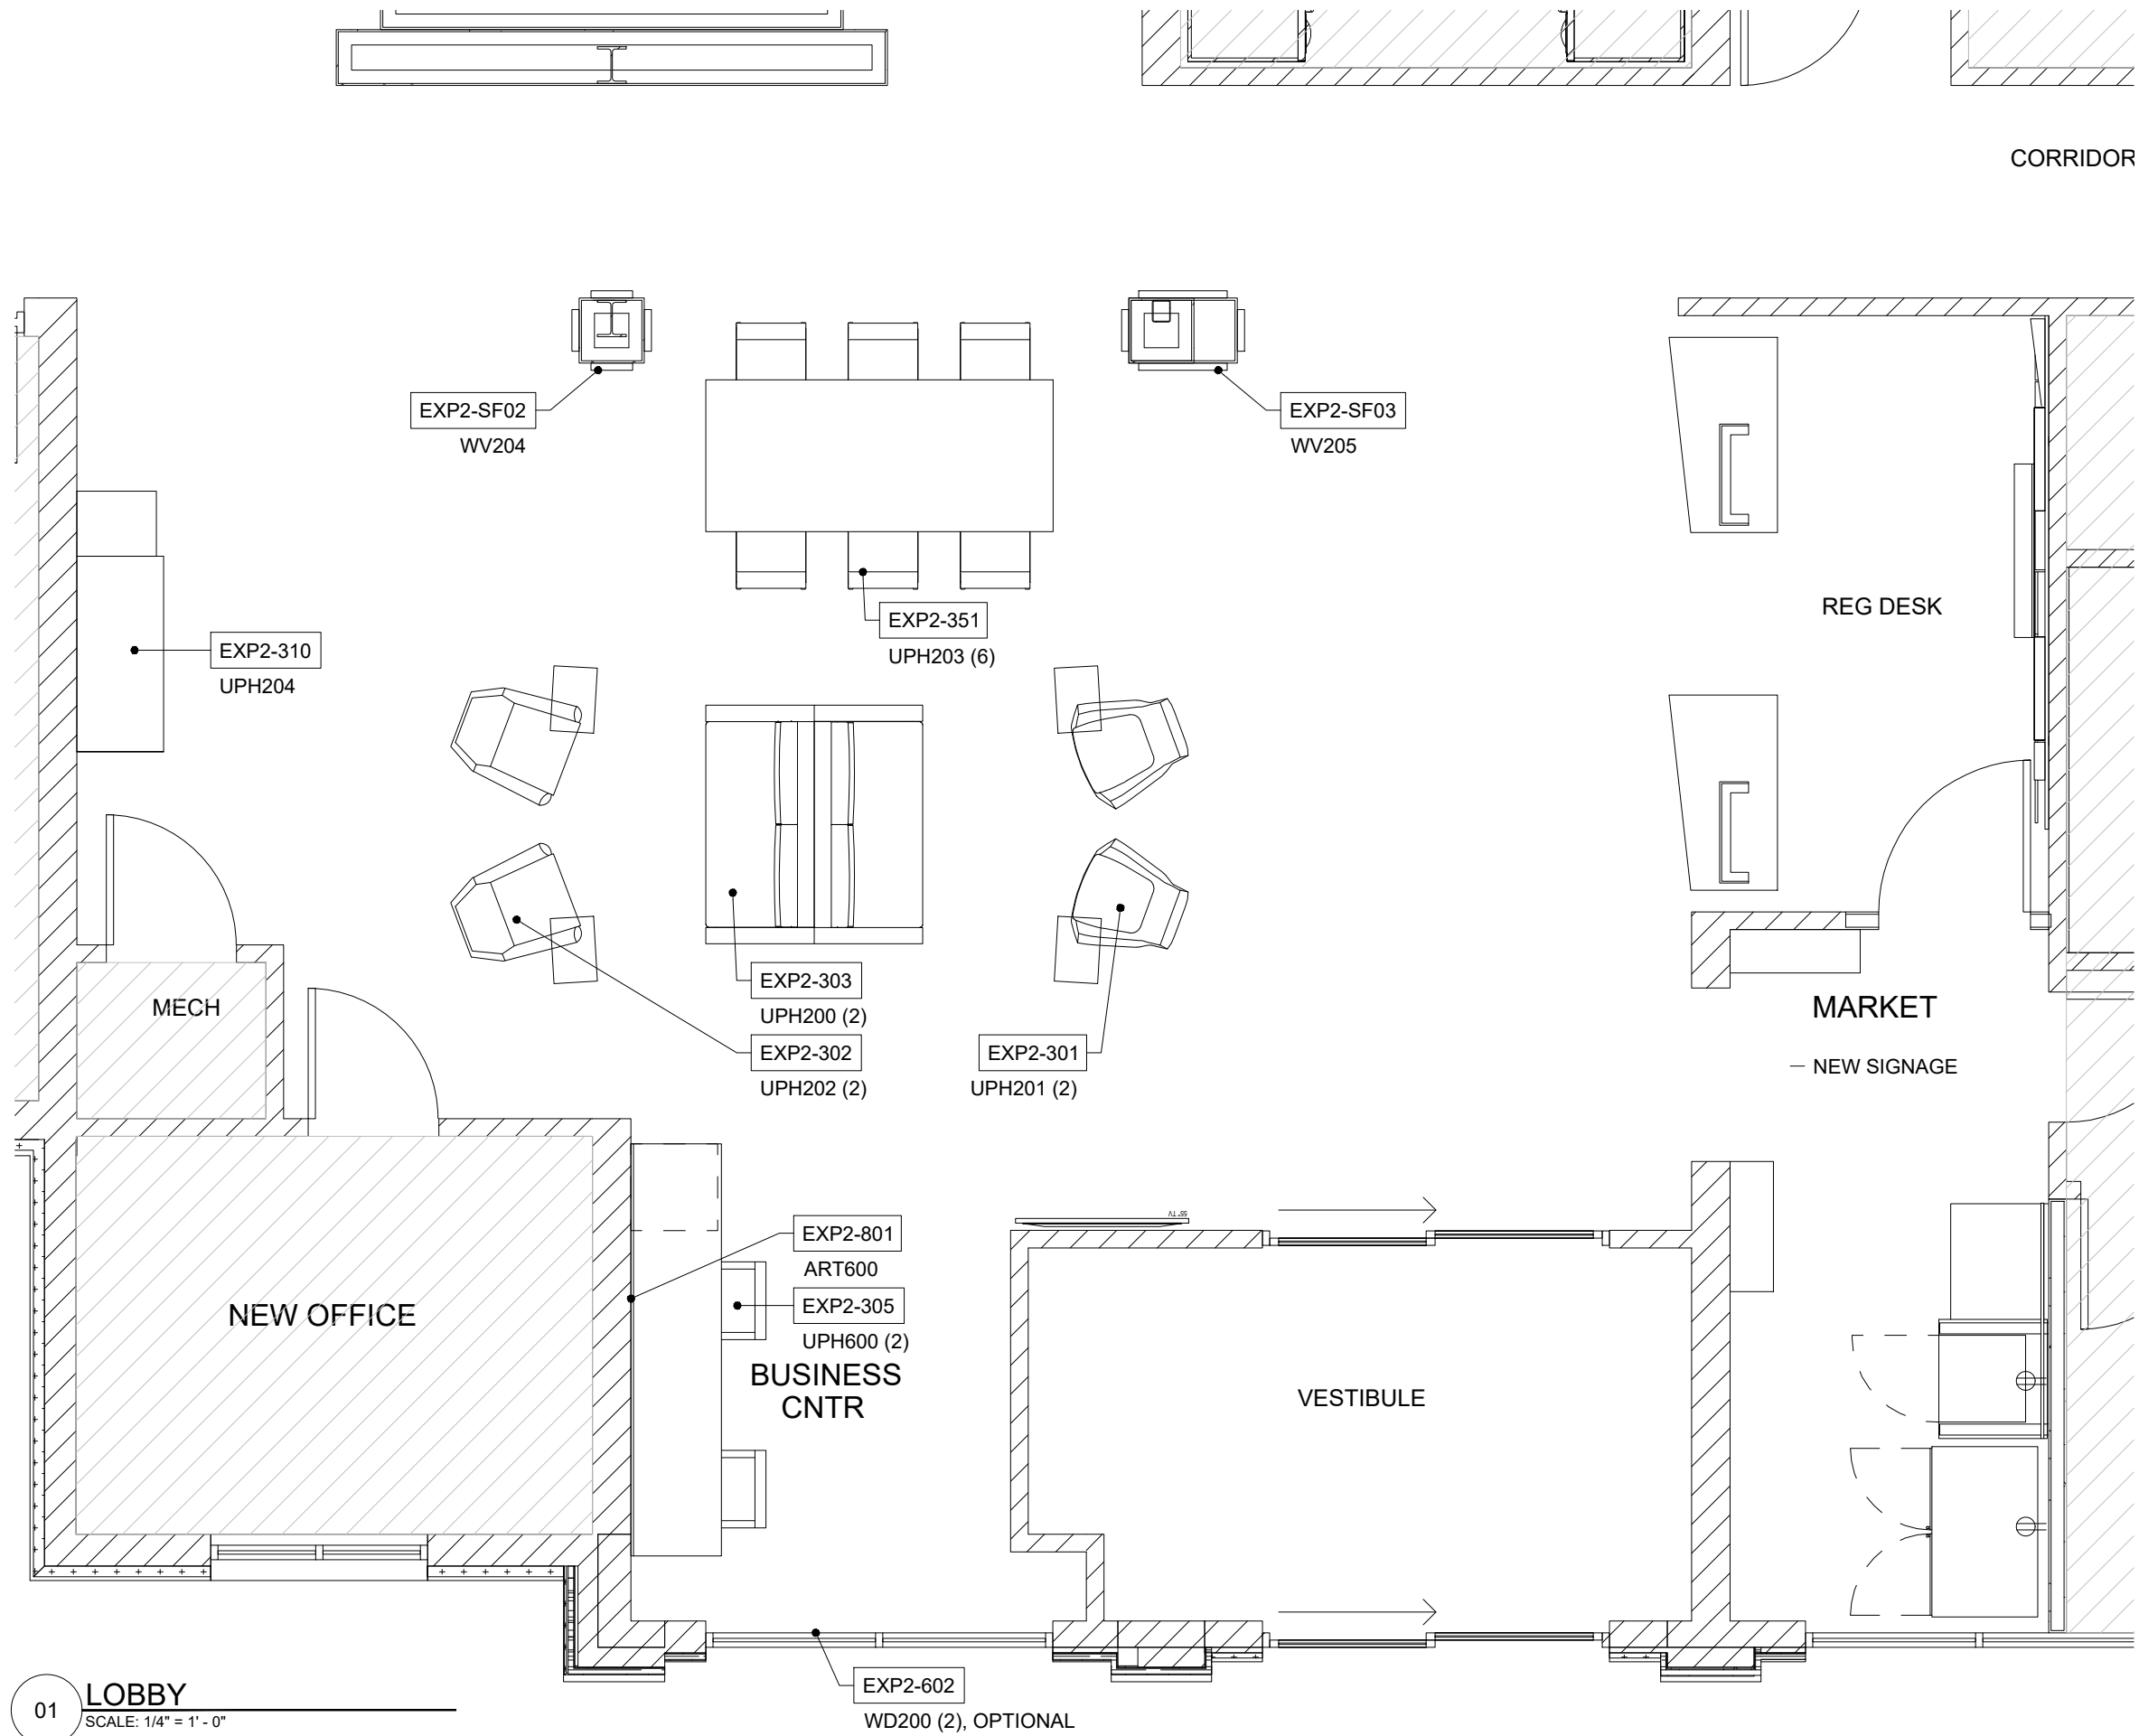 CORRIDOR
EXP2-SF02
WV204
EXP2-SF03
WV205
EXP2-351
UPH203 (6)
REG DESK
EXP2-310
UPH204
EXP2-303
UPH200 (2)
EXP2-302
UPH202 (2)
EXP2-301
UPH201 (2)
MECH
MARKET
NEW SIGNAGE
55" TV
EXP2-801
ART600
EXP2-305
UPH600 (2)
NEW OFFICE
BUSINESS
CNTR
VESTIBULE
EXP2-602
WD200 (2), OPTIONAL
01
LOBBY
SCALE: 1/4" = 1' - 0"